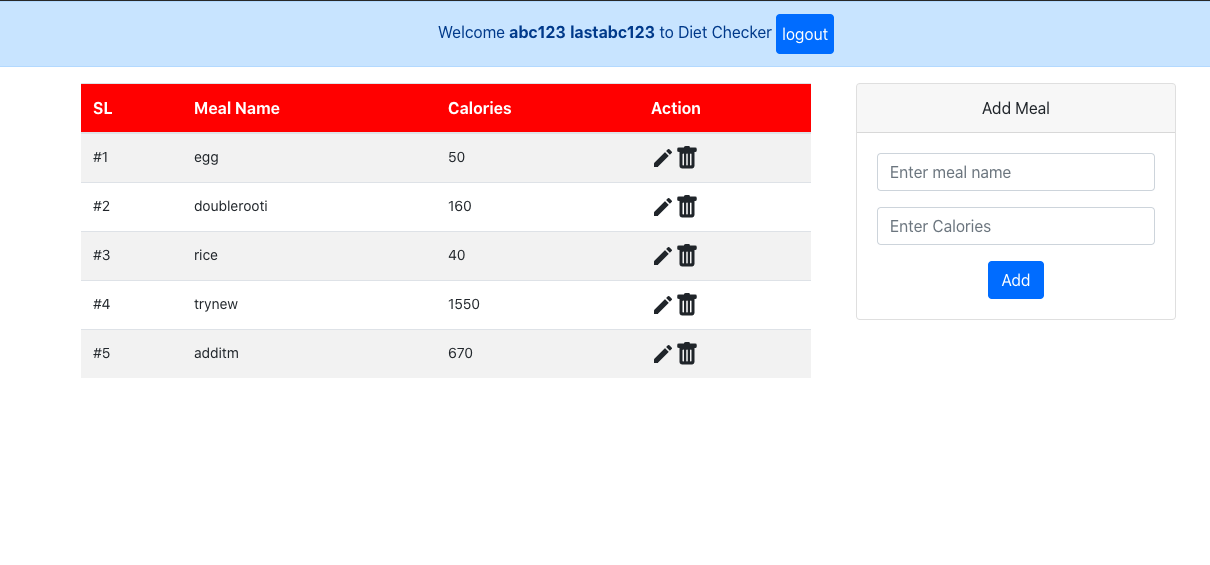 Welcome abc123 lastabc123 to Diet Checker logout
SL Meal Name Calories Action
#1 egg 50
#2 doublerooti 160
#3 rice 40
#4 trynew 1550
#5 additm 670
Add Meal
Enter meal name
Enter Calories
Add